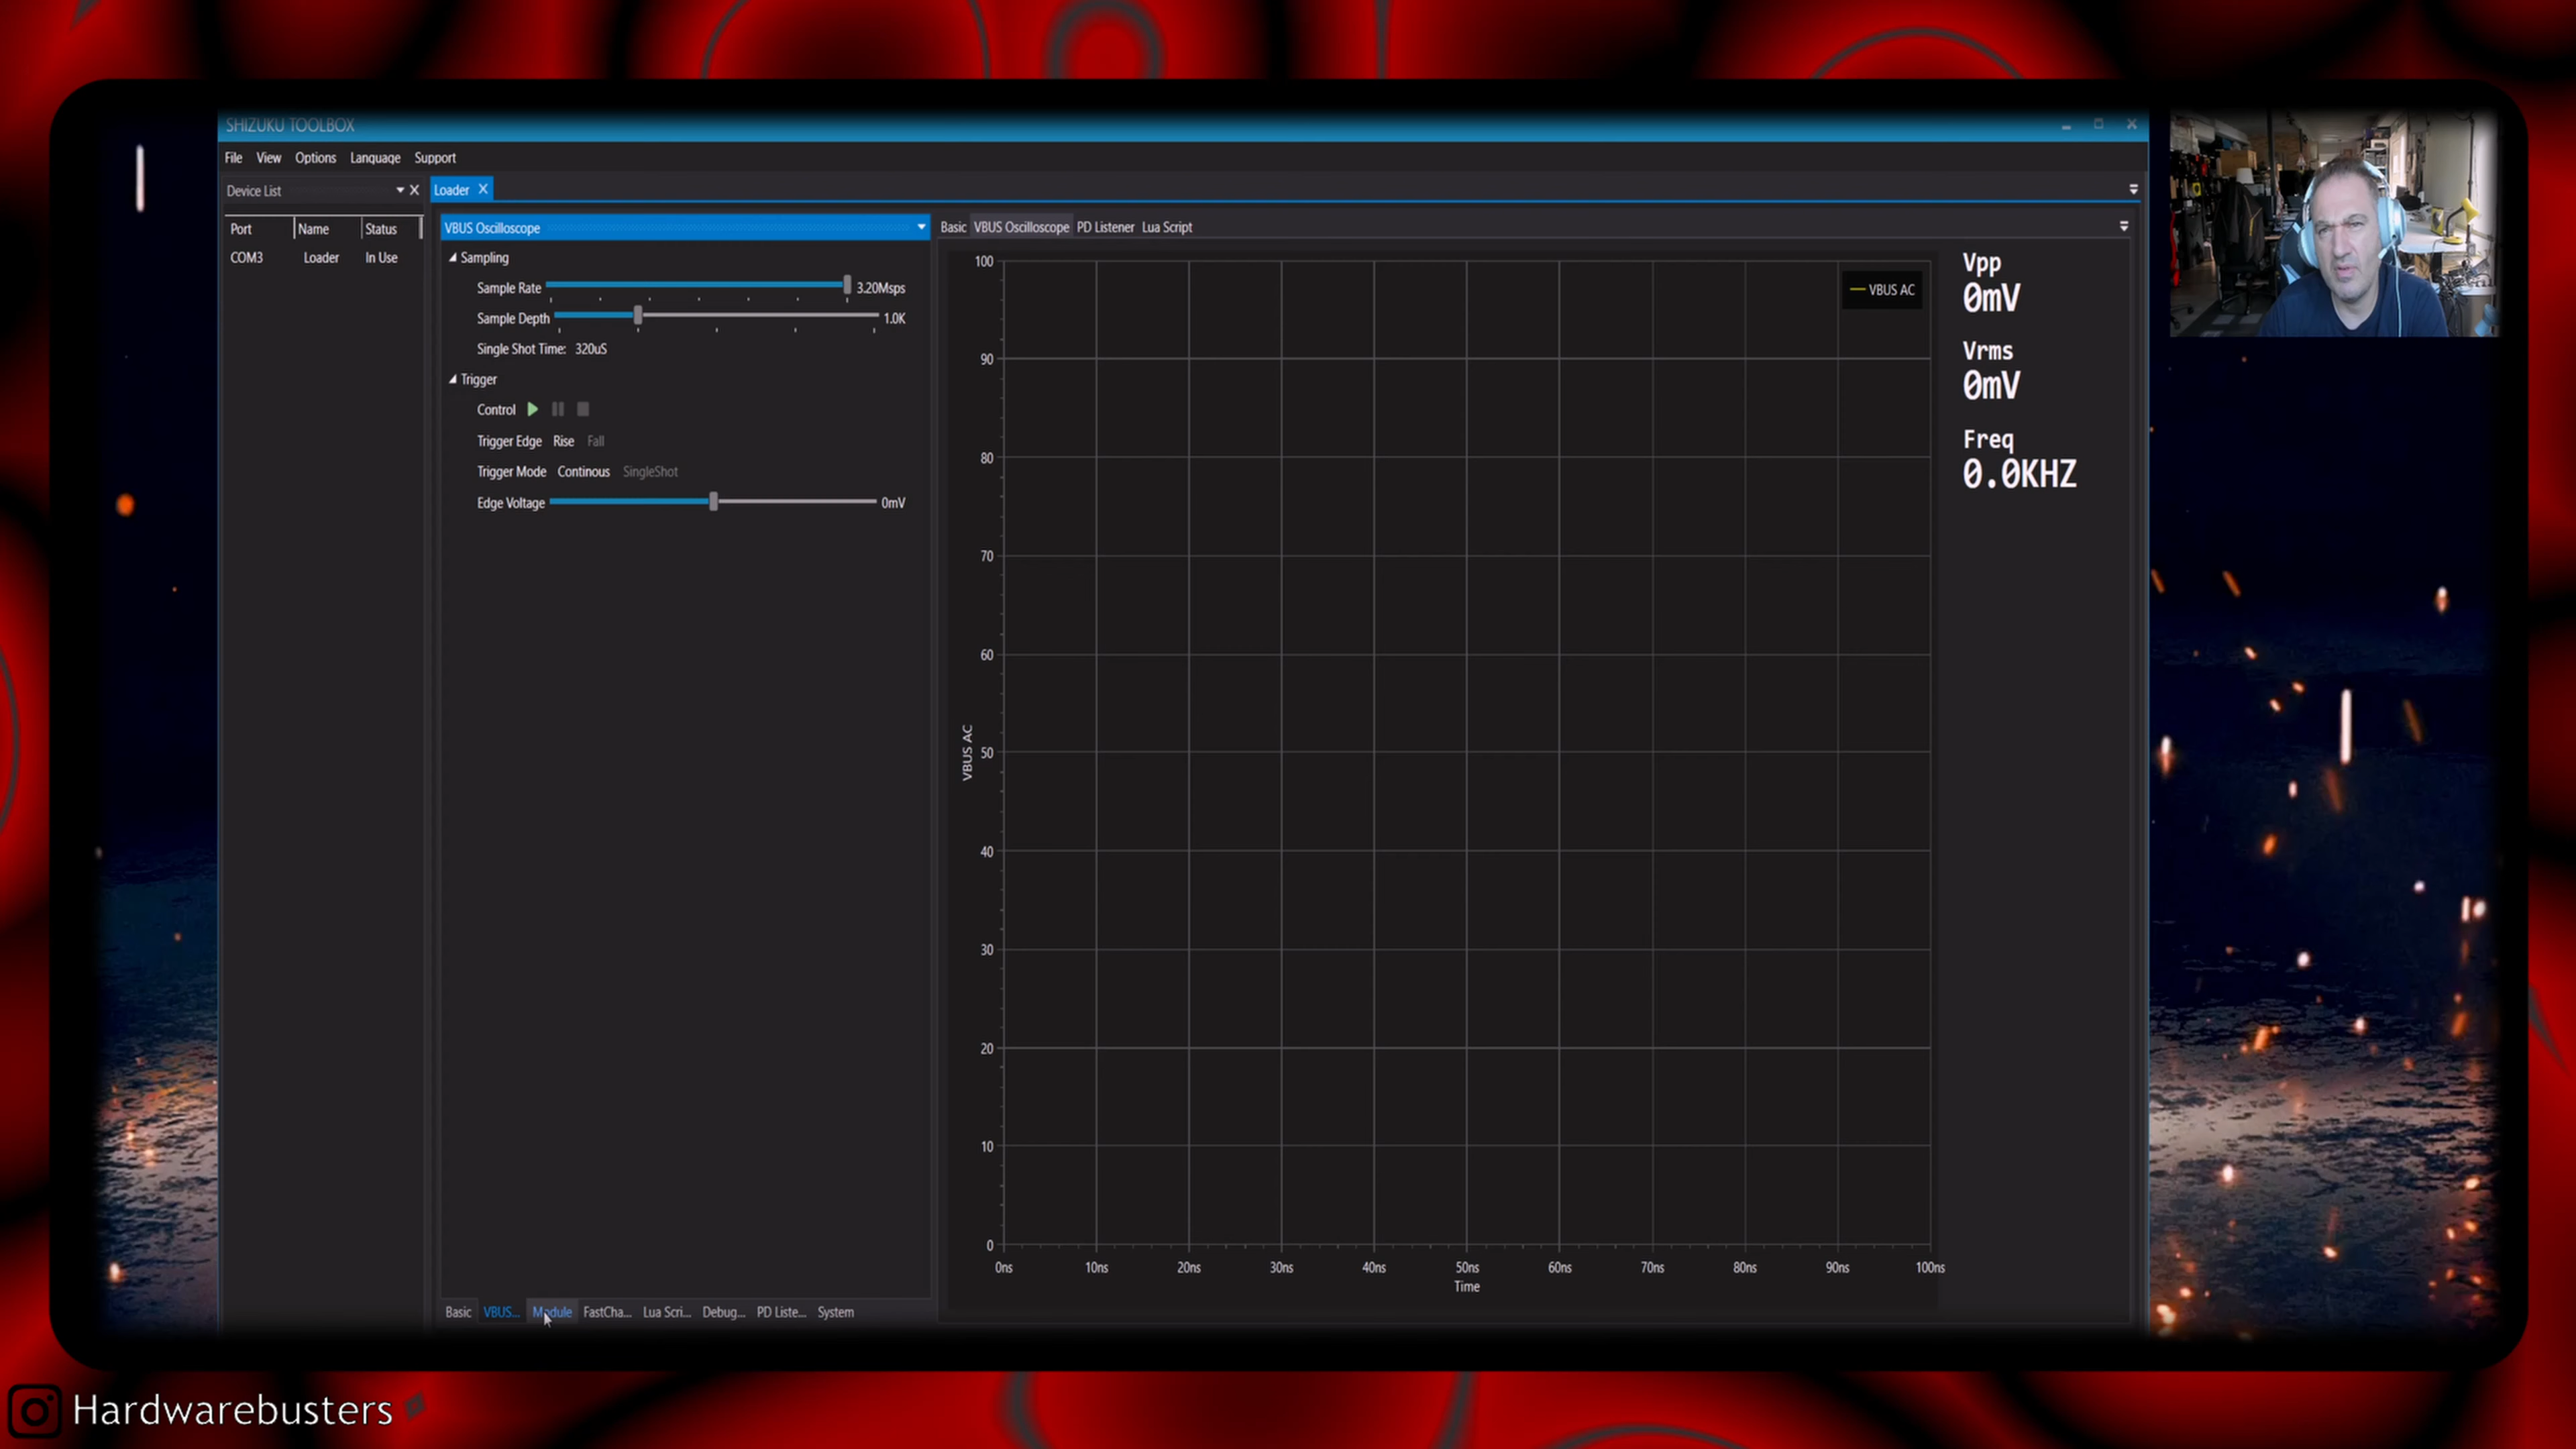 SHIZUKU TOOLBOX
File View Options Language Support
Device List
Port Name Status
COM3 Loader In Use
Loader
VBUS Oscilloscope
Sampling
Sample Rate 3.20Msps
Sample Depth 1.0K
Single Shot Time: 320uS
Trigger
Control
Trigger Edge Rise Fall
Trigger Mode Continous SingleShot
Edge Voltage 0mV
Basic VBUS... Module FastCha... Lua Scri... Debug... PD Liste... System
Basic VBUS Oscilloscope PD Listener Lua Script
VBUS AC
100
90
80
70
60
50
40
30
20
10
0
VBUS AC
0ns 10ns 20ns 30ns 40ns 50ns 60ns 70ns 80ns 90ns 100ns
Time
Vpp
0mV
Vrms
0mV
Freq
0.0KHZ
Hardwarebusters